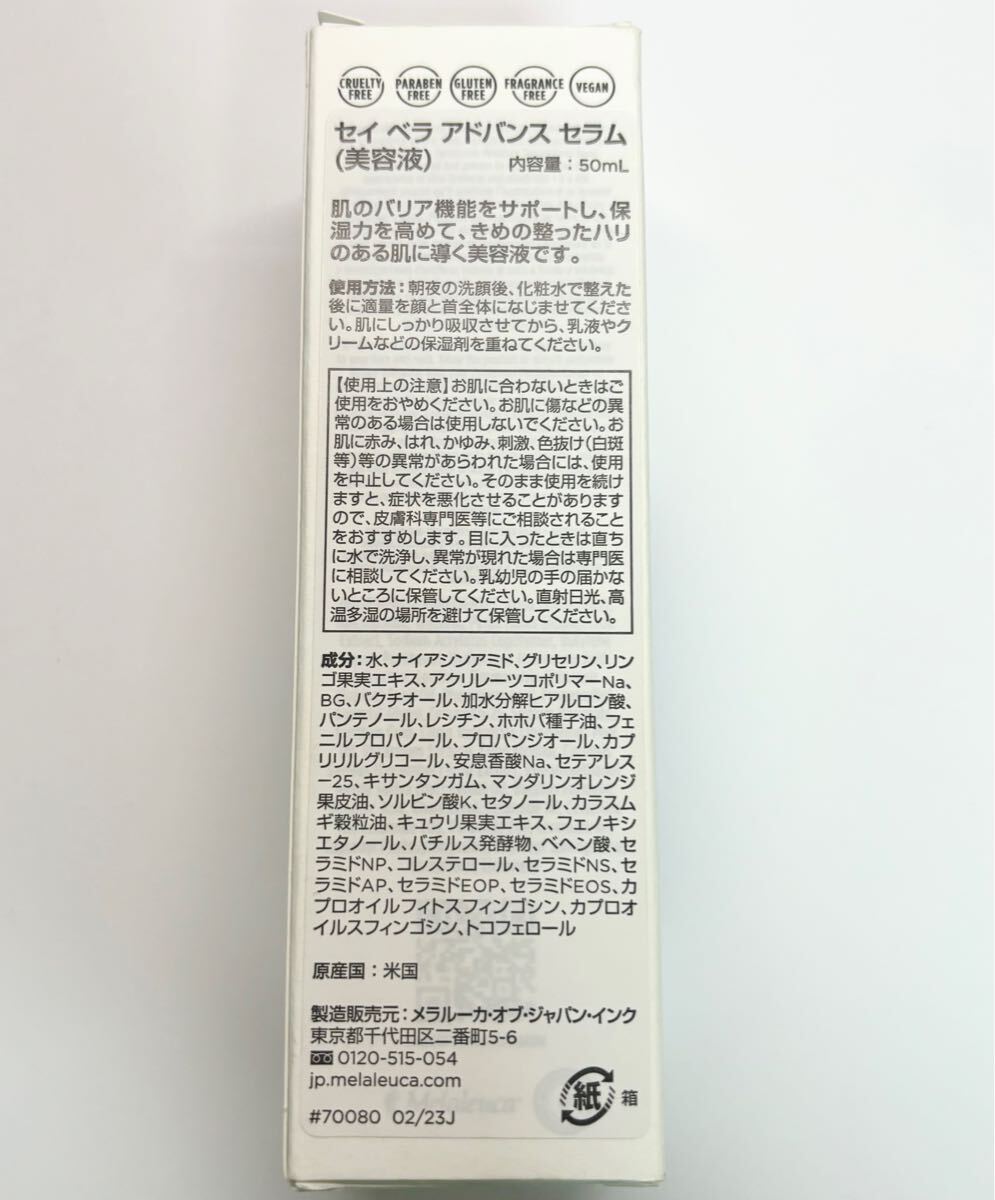 CRUELTY FREE
PARABEN FREE
GLUTEN FREE
FRAGRANCE FREE
VEGAN
セイ ベラ アドバンス セラム
(美容液) 内容量：50mL
肌のバリア機能をサポートし、保
湿力を高めて、きめの整ったハリ
のある肌に導く美容液です。
使用方法：朝夜の洗顔後、化粧水で整えた
後に適量を顔と首全体になじませてくださ
い。肌にしっかり吸収させてから、乳液やク
リームなどの保湿剤を重ねてください。
【使用上の注意】お肌に合わないときはご
使用をおやめください。お肌に傷などの異
常のある場合は使用しないでください。お
肌に赤み、はれ、かゆみ、刺激、色抜け(白斑
等)等の異常があらわれた場合には、使用
を中止してください。そのまま使用を続け
ますと、症状を悪化させることがあります
ので、皮膚科専門医等にご相談されること
をおすすめします。目に入ったときは直ち
に水で洗浄し、異常が現れた場合は専門医
に相談してください。乳幼児の手の届かな
いところに保管してください。直射日光、高
温多湿の場所を避けて保管してください。
成分：水、ナイアシンアミド、グリセリン、リン
ゴ果実エキス、アクリレーツコポリマーNa、
BG、バクチオール、加水分解ヒアルロン酸、
パンテノール、レシチン、ホホバ種子油、フェ
ニルプロパノール、プロパンジオール、カプ
リリルグリコール、安息香酸Na、セテアレス
－25、キサンタンガム、マンダリンオレンジ
果皮油、ソルビン酸K、セタノール、カラスム
ギ穀粒油、キュウリ果実エキス、フェノキシ
エタノール、バチルス発酵物、ベヘン酸、セ
ラミドNP、コレステロール、セラミドNS、セ
ラミドAP、セラミドEOP、セラミドEOS、カ
プロオイルフィトスフィンゴシン、カプロオ
イルスフィンゴシン、トコフェロール
原産国：米国
製造販売元：メラルーカ・オブ・ジャパン・インク
東京都千代田区二番町5-6
0120-515-054
jp.melaleuca.com
Melaleuca
紙 箱
#70080 02/23J